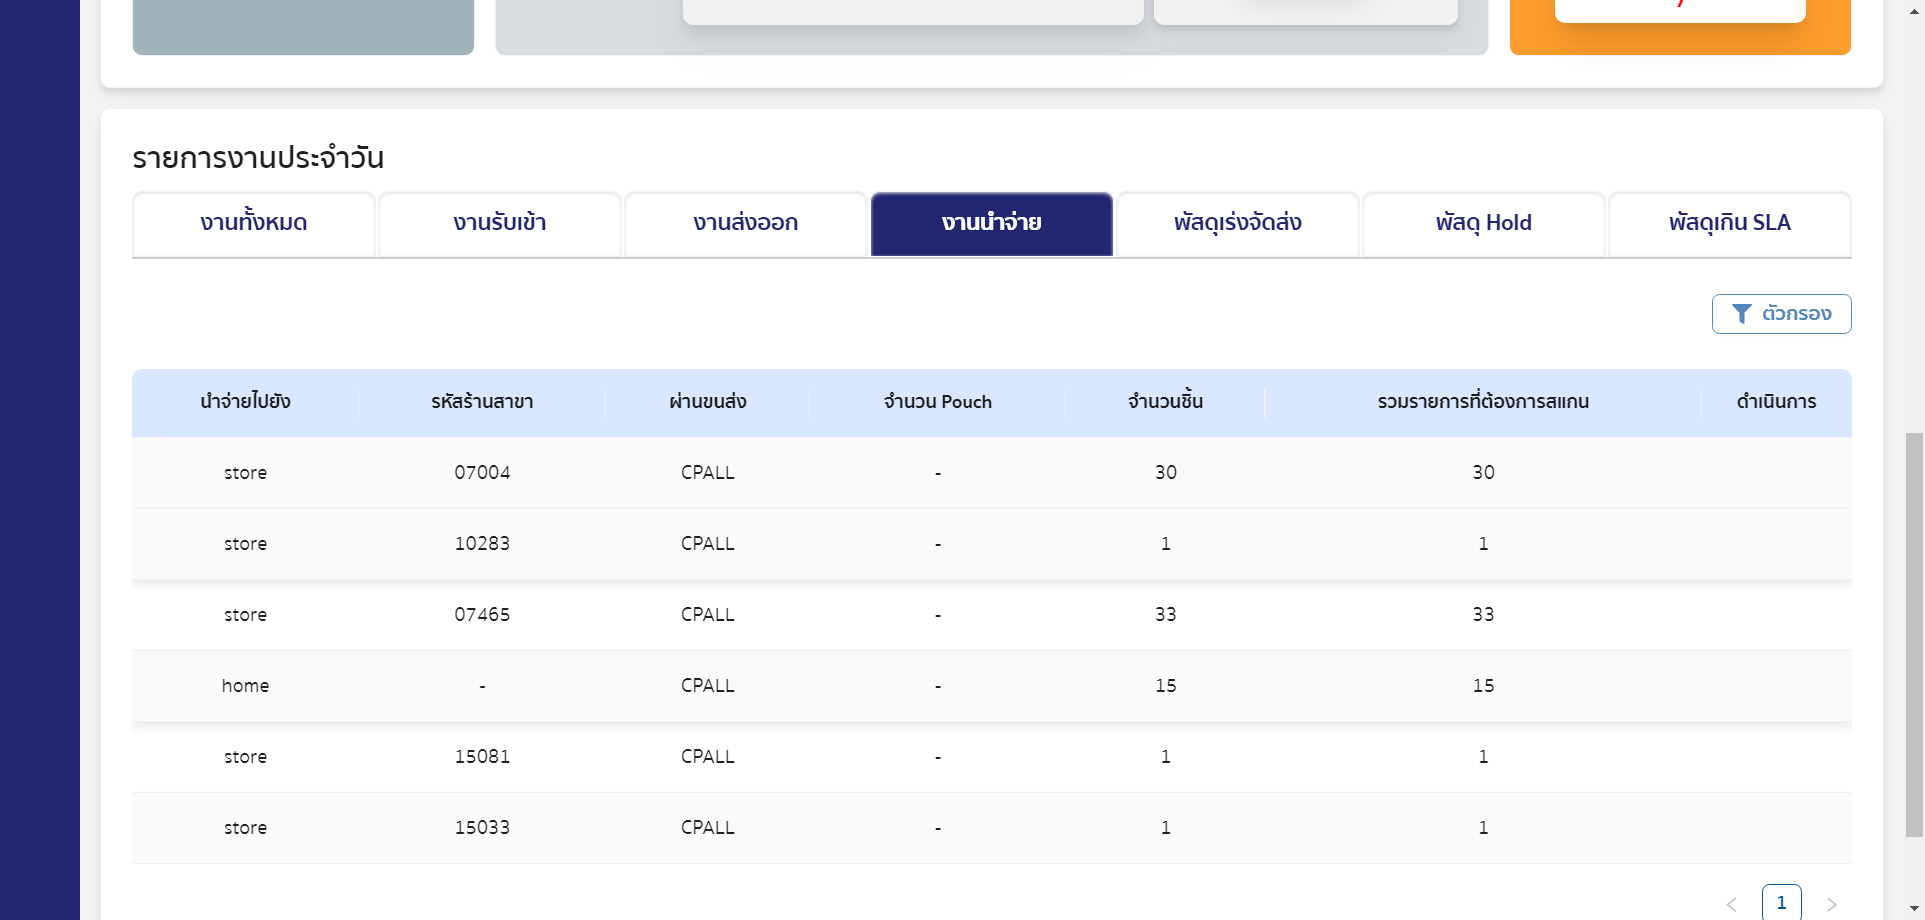 รายการงานประจำวัน
งานทั้งหมด งานรับเข้า งานส่งออก งานนำจ่าย พัสดุเร่งจัดส่ง พัสดุ Hold พัสดุเกิน SLA
ตัวกรอง
นำจ่ายไปยัง รหัสร้านสาขา ผ่านขนส่ง จำนวน Pouch จำนวนชิ้น รวมรายการที่ต้องการสแกน ดำเนินการ
store 07004 CPALL - 30 30
store 10283 CPALL - 1 1
store 07465 CPALL - 33 33
home - CPALL - 15 15
store 15081 CPALL - 1 1
store 15033 CPALL - 1 1
< 1 >